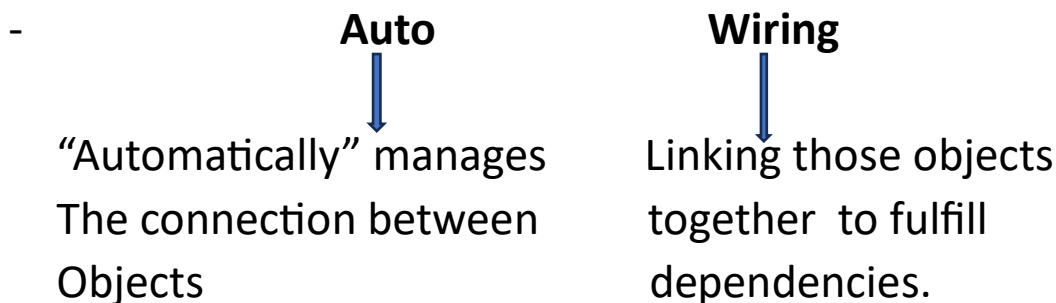 - Auto Wiring
“Automatically” manages Linking those objects
The connection between together to fulfill
Objects dependencies.